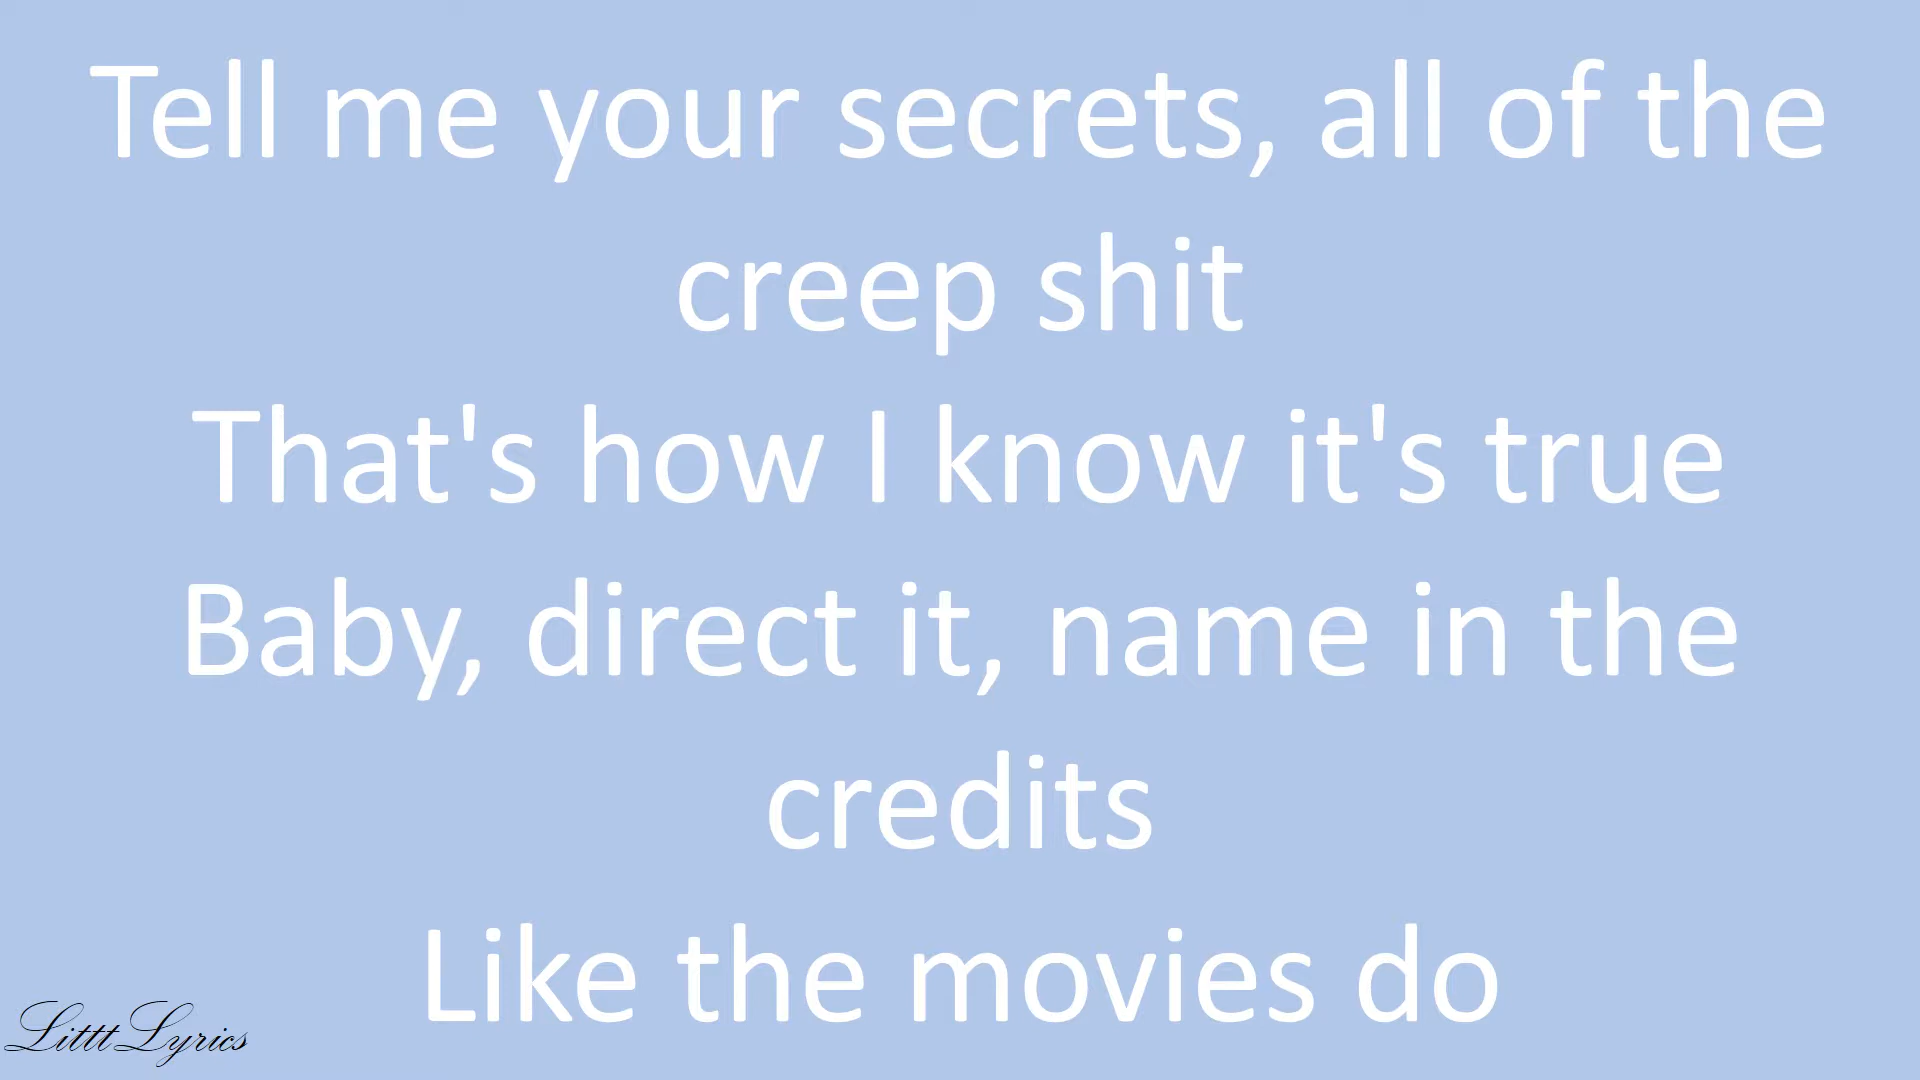 Tell me your secrets, all of the
creep shit
That's how I know it's true
Baby, direct it, name in the
credits
Like the movies do
LitttLyrics